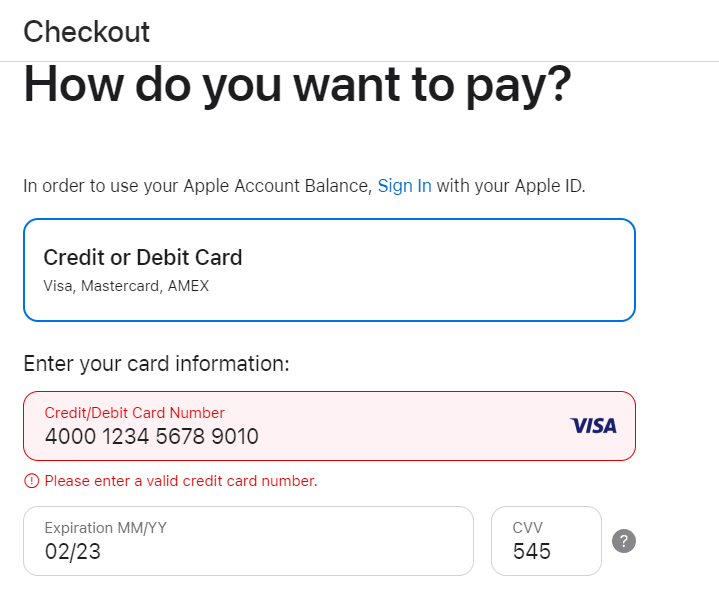 Checkout
How do you want to pay?
In order to use your Apple Account Balance, Sign In with your Apple ID.
Credit or Debit Card
Visa, Mastercard, AMEX
Enter your card information:
Credit/Debit Card Number
4000 1234 5678 9010
VISA
! Please enter a valid credit card number.
Expiration MM/YY
02/23
CVV
545
?